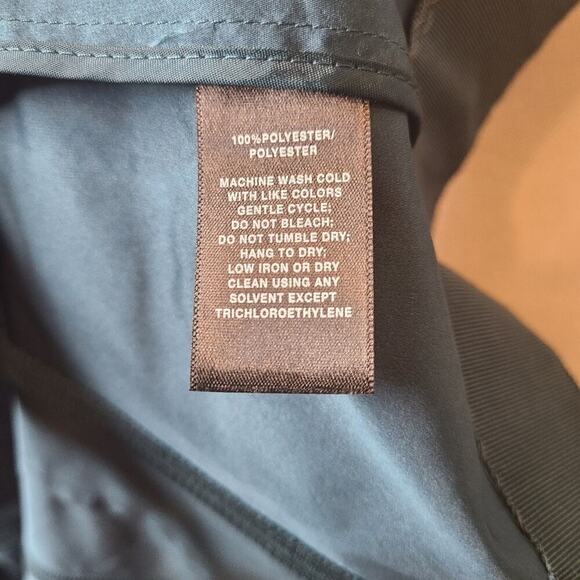 100%POLYESTER/
POLYESTER
MACHINE WASH COLD
WITH LIKE COLORS
GENTLE CYCLE;
DO NOT BLEACH;
DO NOT TUMBLE DRY;
HANG TO DRY;
LOW IRON OR DRY
CLEAN USING ANY
SOLVENT EXCEPT
TRICHLOROETHYLENE